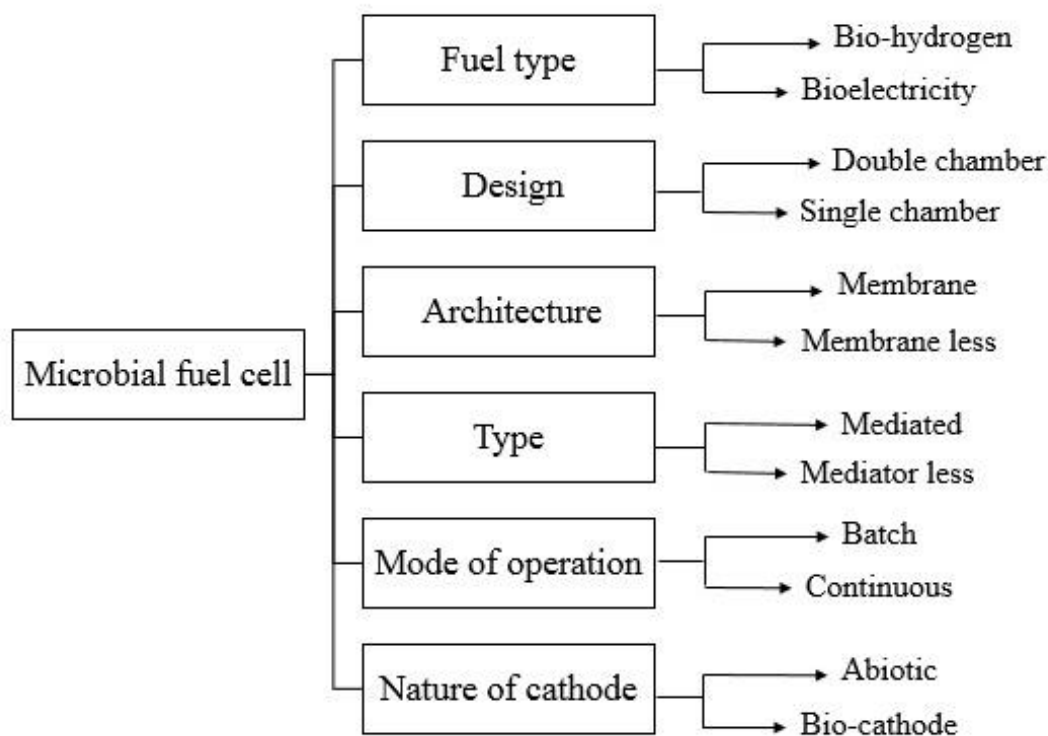 Fuel type
Bio-hydrogen
Bioelectricity
Design
Double chamber
Single chamber
Architecture
Membrane
Membrane less
Microbial fuel cell
Type
Mediated
Mediator less
Mode of operation
Batch
Continuous
Nature of cathode
Abiotic
Bio-cathode